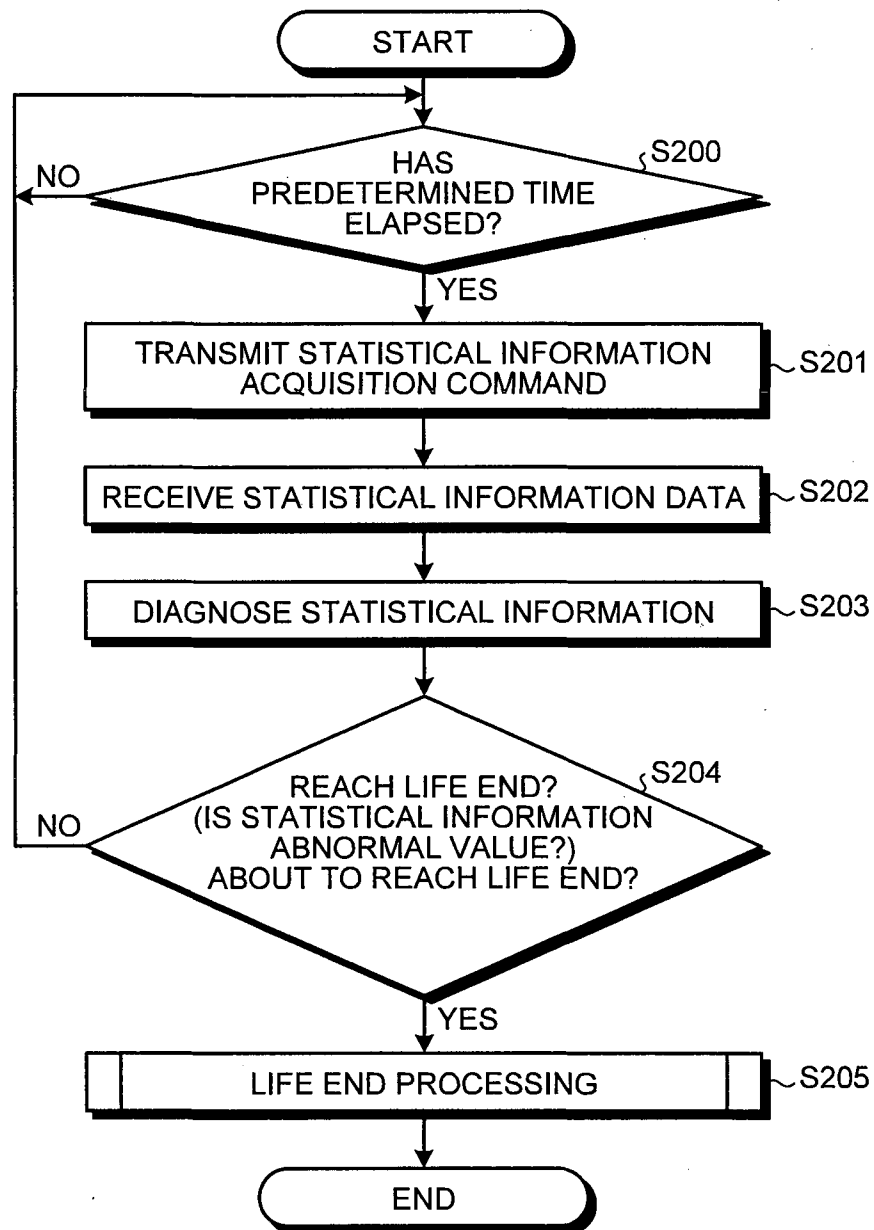 START
HAS
PREDETERMINED TIME
ELAPSED?
S200
NO
YES
TRANSMIT STATISTICAL INFORMATION
ACQUISITION COMMAND
S201
RECEIVE STATISTICAL INFORMATION DATA
S202
DIAGNOSE STATISTICAL INFORMATION
S203
REACH LIFE END?
(IS STATISTICAL INFORMATION
ABNORMAL VALUE?)
ABOUT TO REACH LIFE END?
S204
NO
YES
LIFE END PROCESSING
S205
END